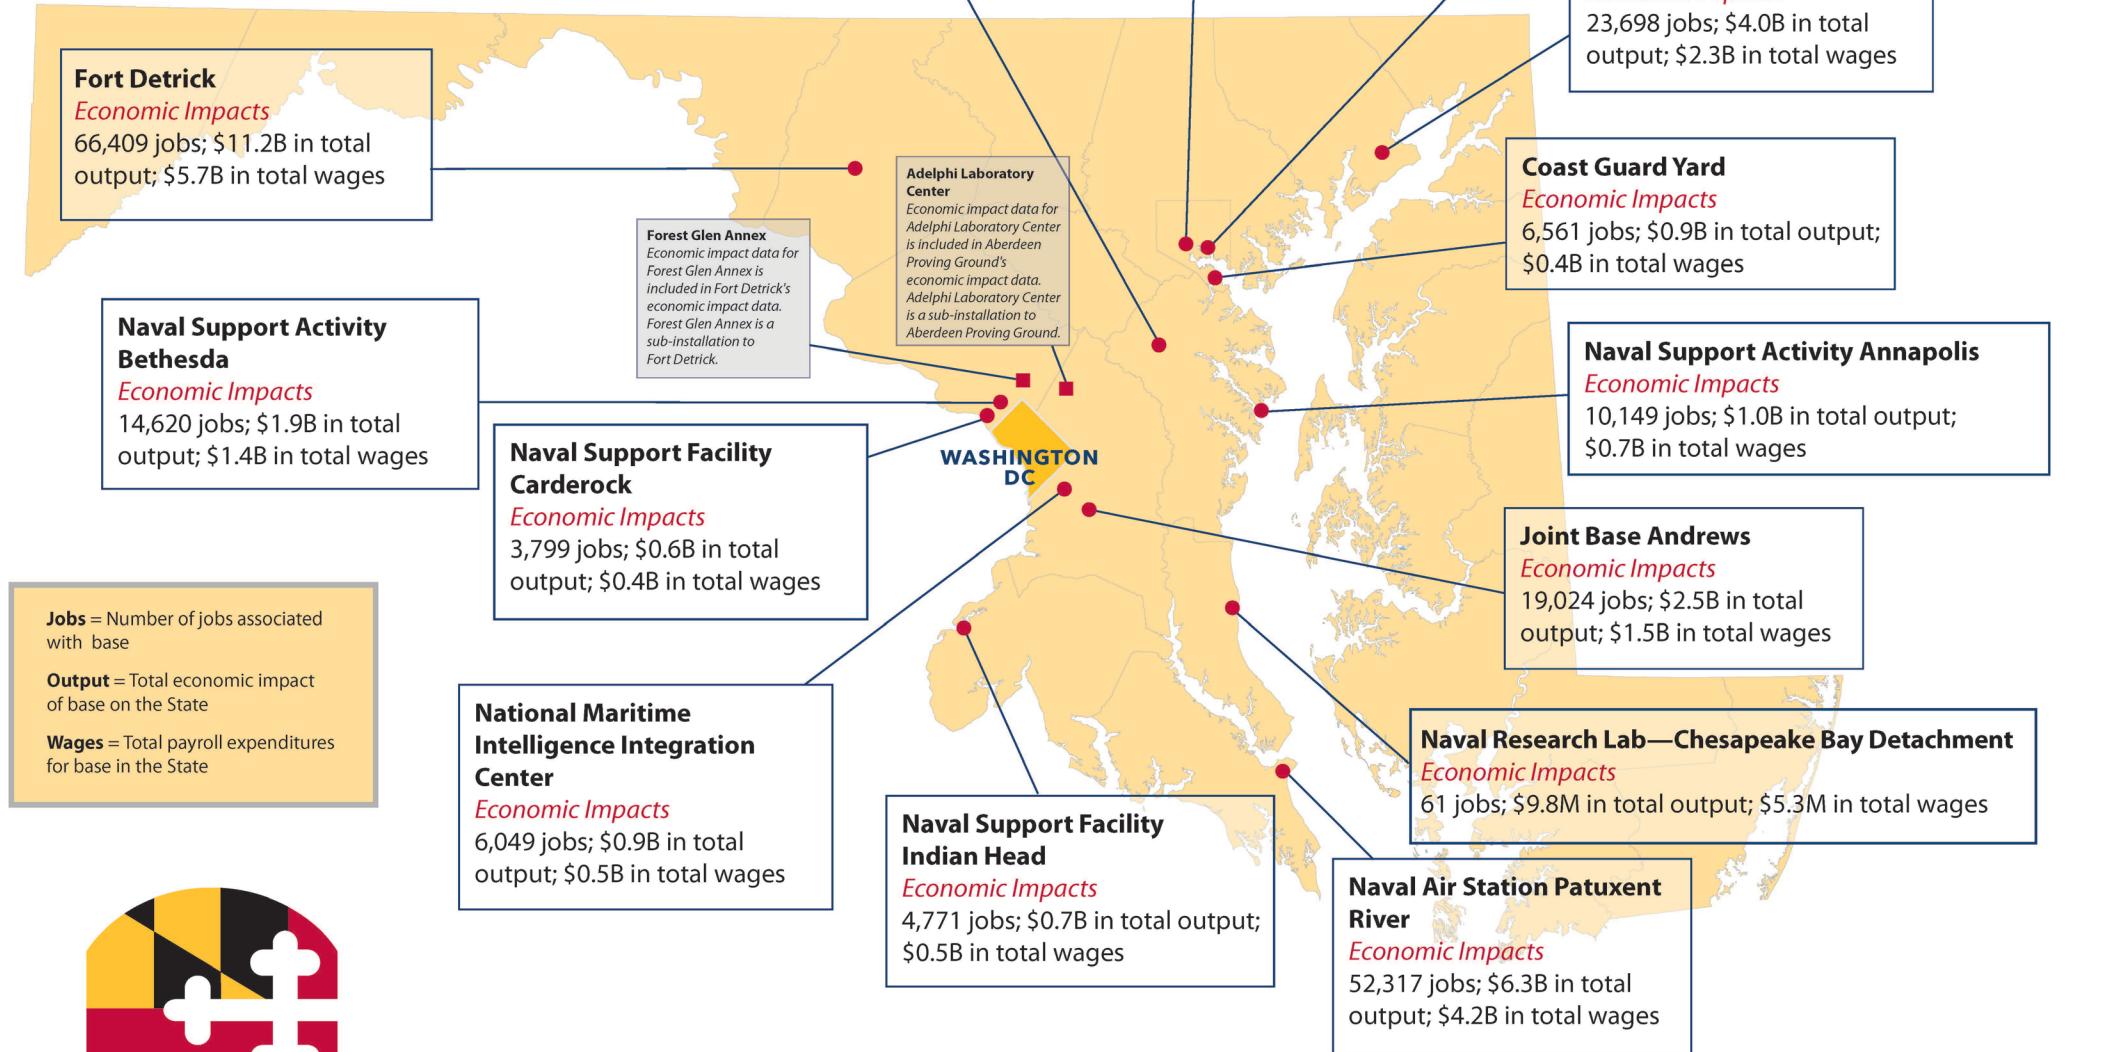 23,698 jobs; $4.0B in total
output; $2.3B in total wages
Fort Detrick
Economic Impacts
66,409 jobs; $11.2B in total
output; $5.7B in total wages
Adelphi Laboratory
Center
Economic impact data for
Adelphi Laboratory Center
is included in Aberdeen
Proving Ground's
economic impact data.
Adelphi Laboratory Center
is a sub-installation to
Aberdeen Proving Ground.
Coast Guard Yard
Economic Impacts
6,561 jobs; $0.9B in total output;
$0.4B in total wages
Forest Glen Annex
Economic impact data for
Forest Glen Annex is
included in Fort Detrick's
economic impact data.
Forest Glen Annex is a
sub-installation to
Fort Detrick.
Naval Support Activity
Bethesda
Economic Impacts
14,620 jobs; $1.9B in total
output; $1.4B in total wages
Naval Support Activity Annapolis
Economic Impacts
10,149 jobs; $1.0B in total output;
$0.7B in total wages
Naval Support Facility
Carderock
Economic Impacts
3,799 jobs; $0.6B in total
output; $0.4B in total wages
WASHINGTON
DC
Joint Base Andrews
Economic Impacts
19,024 jobs; $2.5B in total
output; $1.5B in total wages
Jobs = Number of jobs associated
with base
Output = Total economic impact
of base on the State
Wages = Total payroll expenditures
for base in the State
National Maritime
Intelligence Integration
Center
Economic Impacts
6,049 jobs; $0.9B in total
output; $0.5B in total wages
Naval Research Lab—Chesapeake Bay Detachment
Economic Impacts
61 jobs; $9.8M in total output; $5.3M in total wages
Naval Support Facility
Indian Head
Economic Impacts
4,771 jobs; $0.7B in total output;
$0.5B in total wages
Naval Air Station Patuxent
River
Economic Impacts
52,317 jobs; $6.3B in total
output; $4.2B in total wages